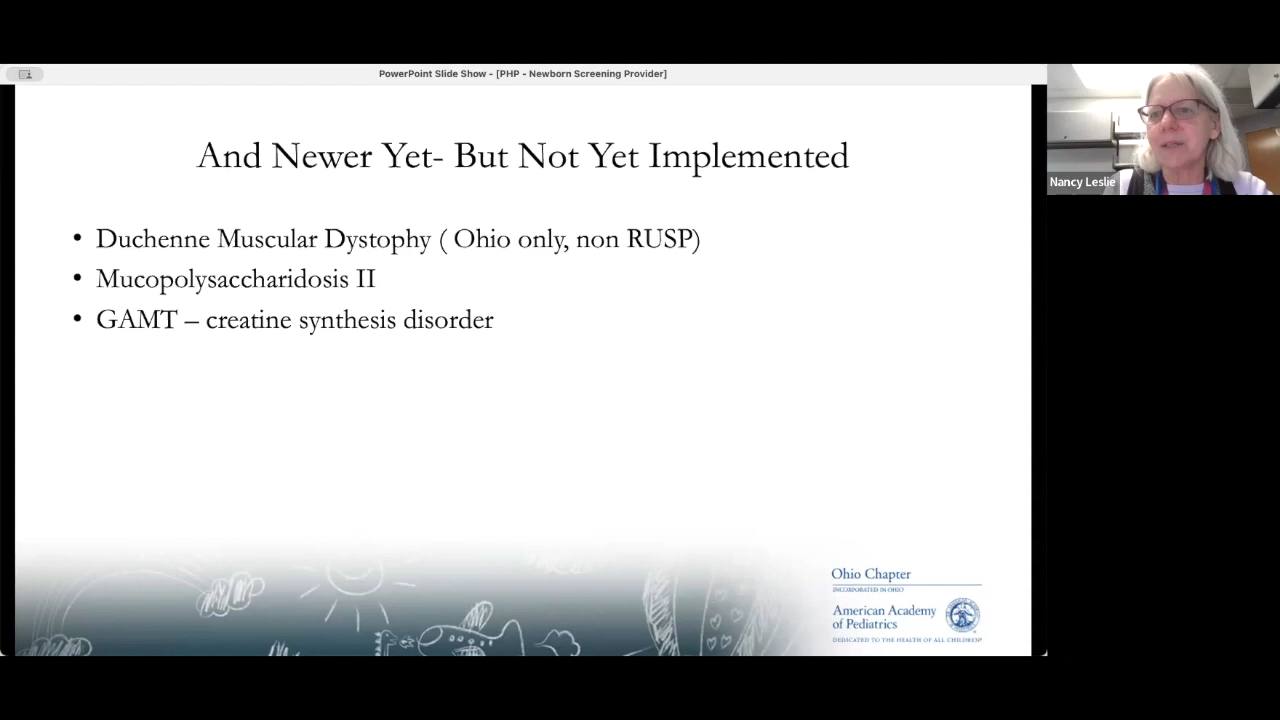 PowerPoint Slide Show - [PHP - Newborn Screening Provider]
And Newer Yet- But Not Yet Implemented
• Duchenne Muscular Dystophy ( Ohio only, non RUSP)
• Mucopolysaccharidosis II
• GAMT – creatine synthesis disorder
Nancy Leslie
Ohio Chapter
INCORPORATED IN OHIO
American Academy
of Pediatrics
DEDICATED TO THE HEALTH OF ALL CHILDREN®